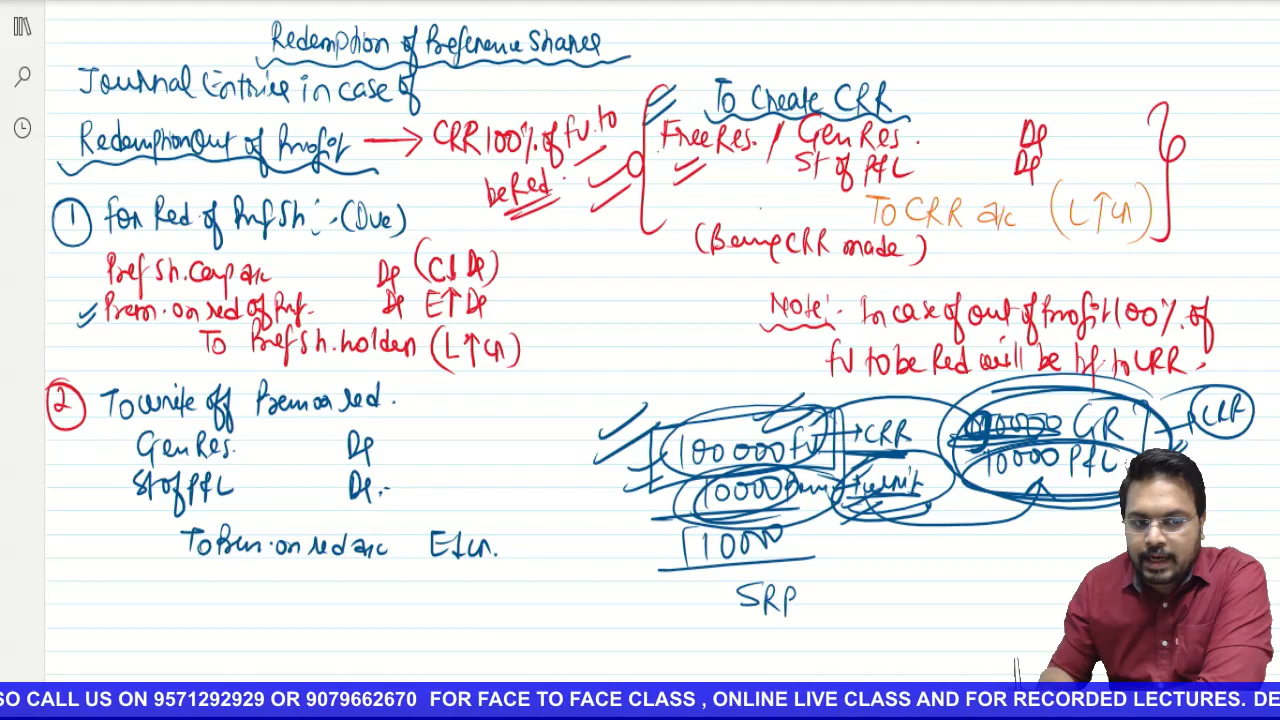 Redemption of Preference Shares
Journal Entries in case of
Redemption Out of Profit → CRR 100% of fv. to
be Red.
① for Red of Pref Sh :- (Due)
Pref Sh. Cap a/c Dr (C↓ Dr)
Prem. on red of Pref. Dr E↑ Dr
To Pref Sh. holders (L↑ Cr)
② To write off Prem on red.
Gen Res. Dr
St of P&L Dr.-
To Prem. on red a/c E↓ Cr.
To Create CRR
Free Res. / Gen Res. Dr
St of P&L Dr
To CRR a/c (L↑ Cr)
(Being CRR made)
Note:- In case of out of Profit 100% of
fv to be Red will be t/f to CRR.
100000 fv → CRR
10000 Prem
GR → CRR
10000 P&L
SRP
SO CALL US ON 9571292929 OR 9079662670 FOR FACE TO FACE CLASS , ONLINE LIVE CLASS AND FOR RECORDED LECTURES. DE